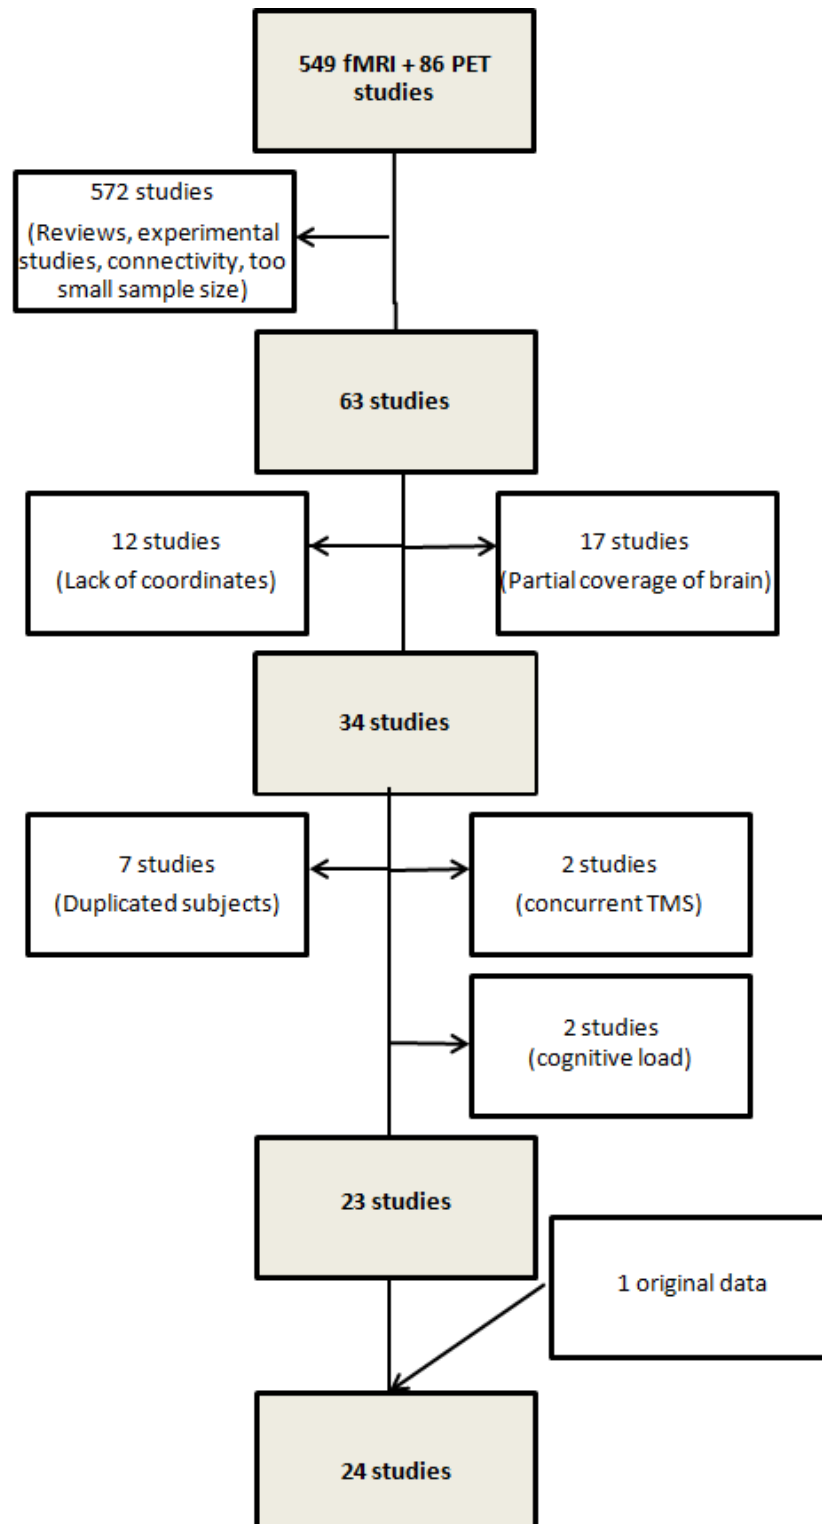 549 fMRI + 86 PET
studies
572 studies
(Reviews, experimental
studies, connectivity, too
small sample size)
63 studies
12 studies
(Lack of coordinates)
17 studies
(Partial coverage of brain)
34 studies
7 studies
(Duplicated subjects)
2 studies
(concurrent TMS)
2 studies
(cognitive load)
23 studies
1 original data
24 studies